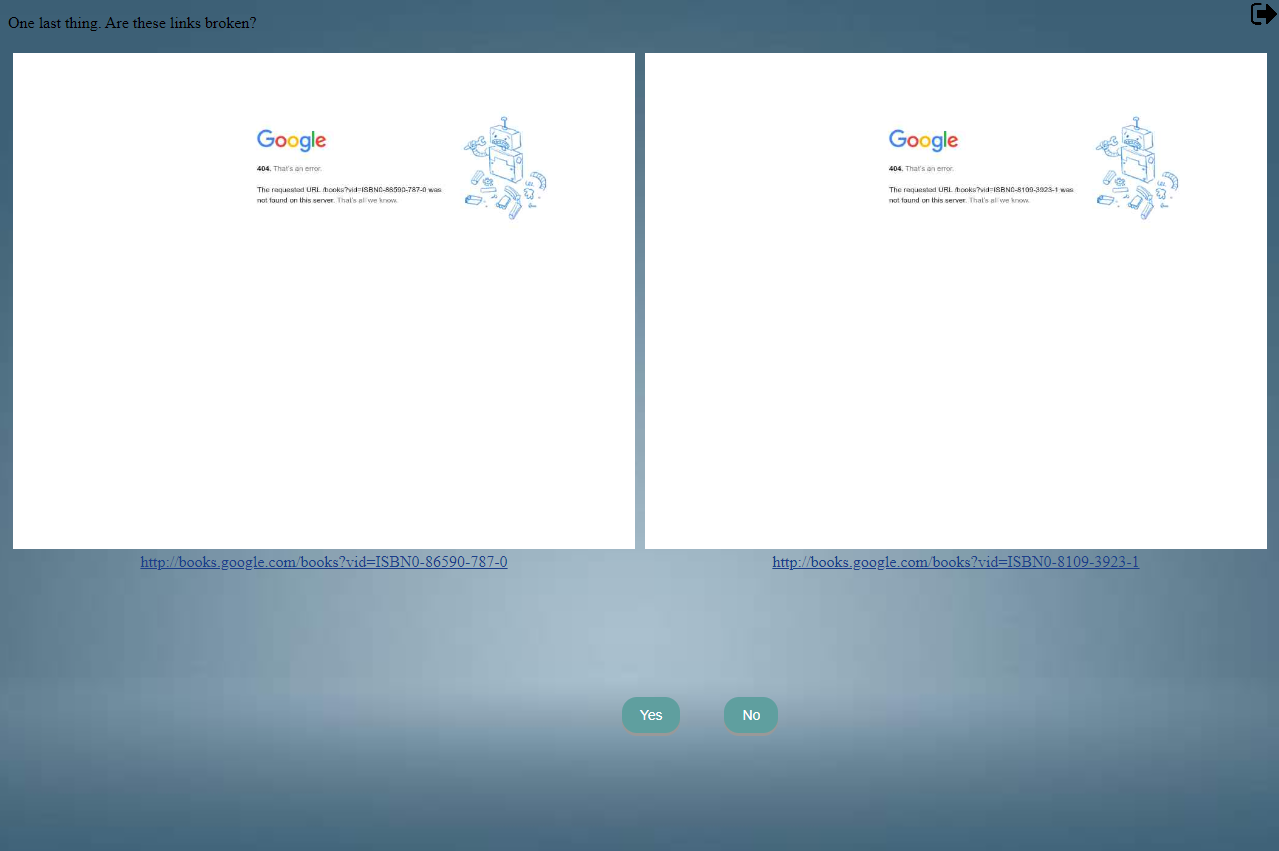 One last thing. Are these links broken?
Google
404. That's an error.
The requested URL /books?vid=ISBN0-86590-787-0 was
not found on this server. That's all we know.
http://books.google.com/books?vid=ISBN0-86590-787-0
Google
404. That's an error.
The requested URL /books?vid=ISBN0-8109-3923-1 was
not found on this server. That's all we know.
http://books.google.com/books?vid=ISBN0-8109-3923-1
Yes
No